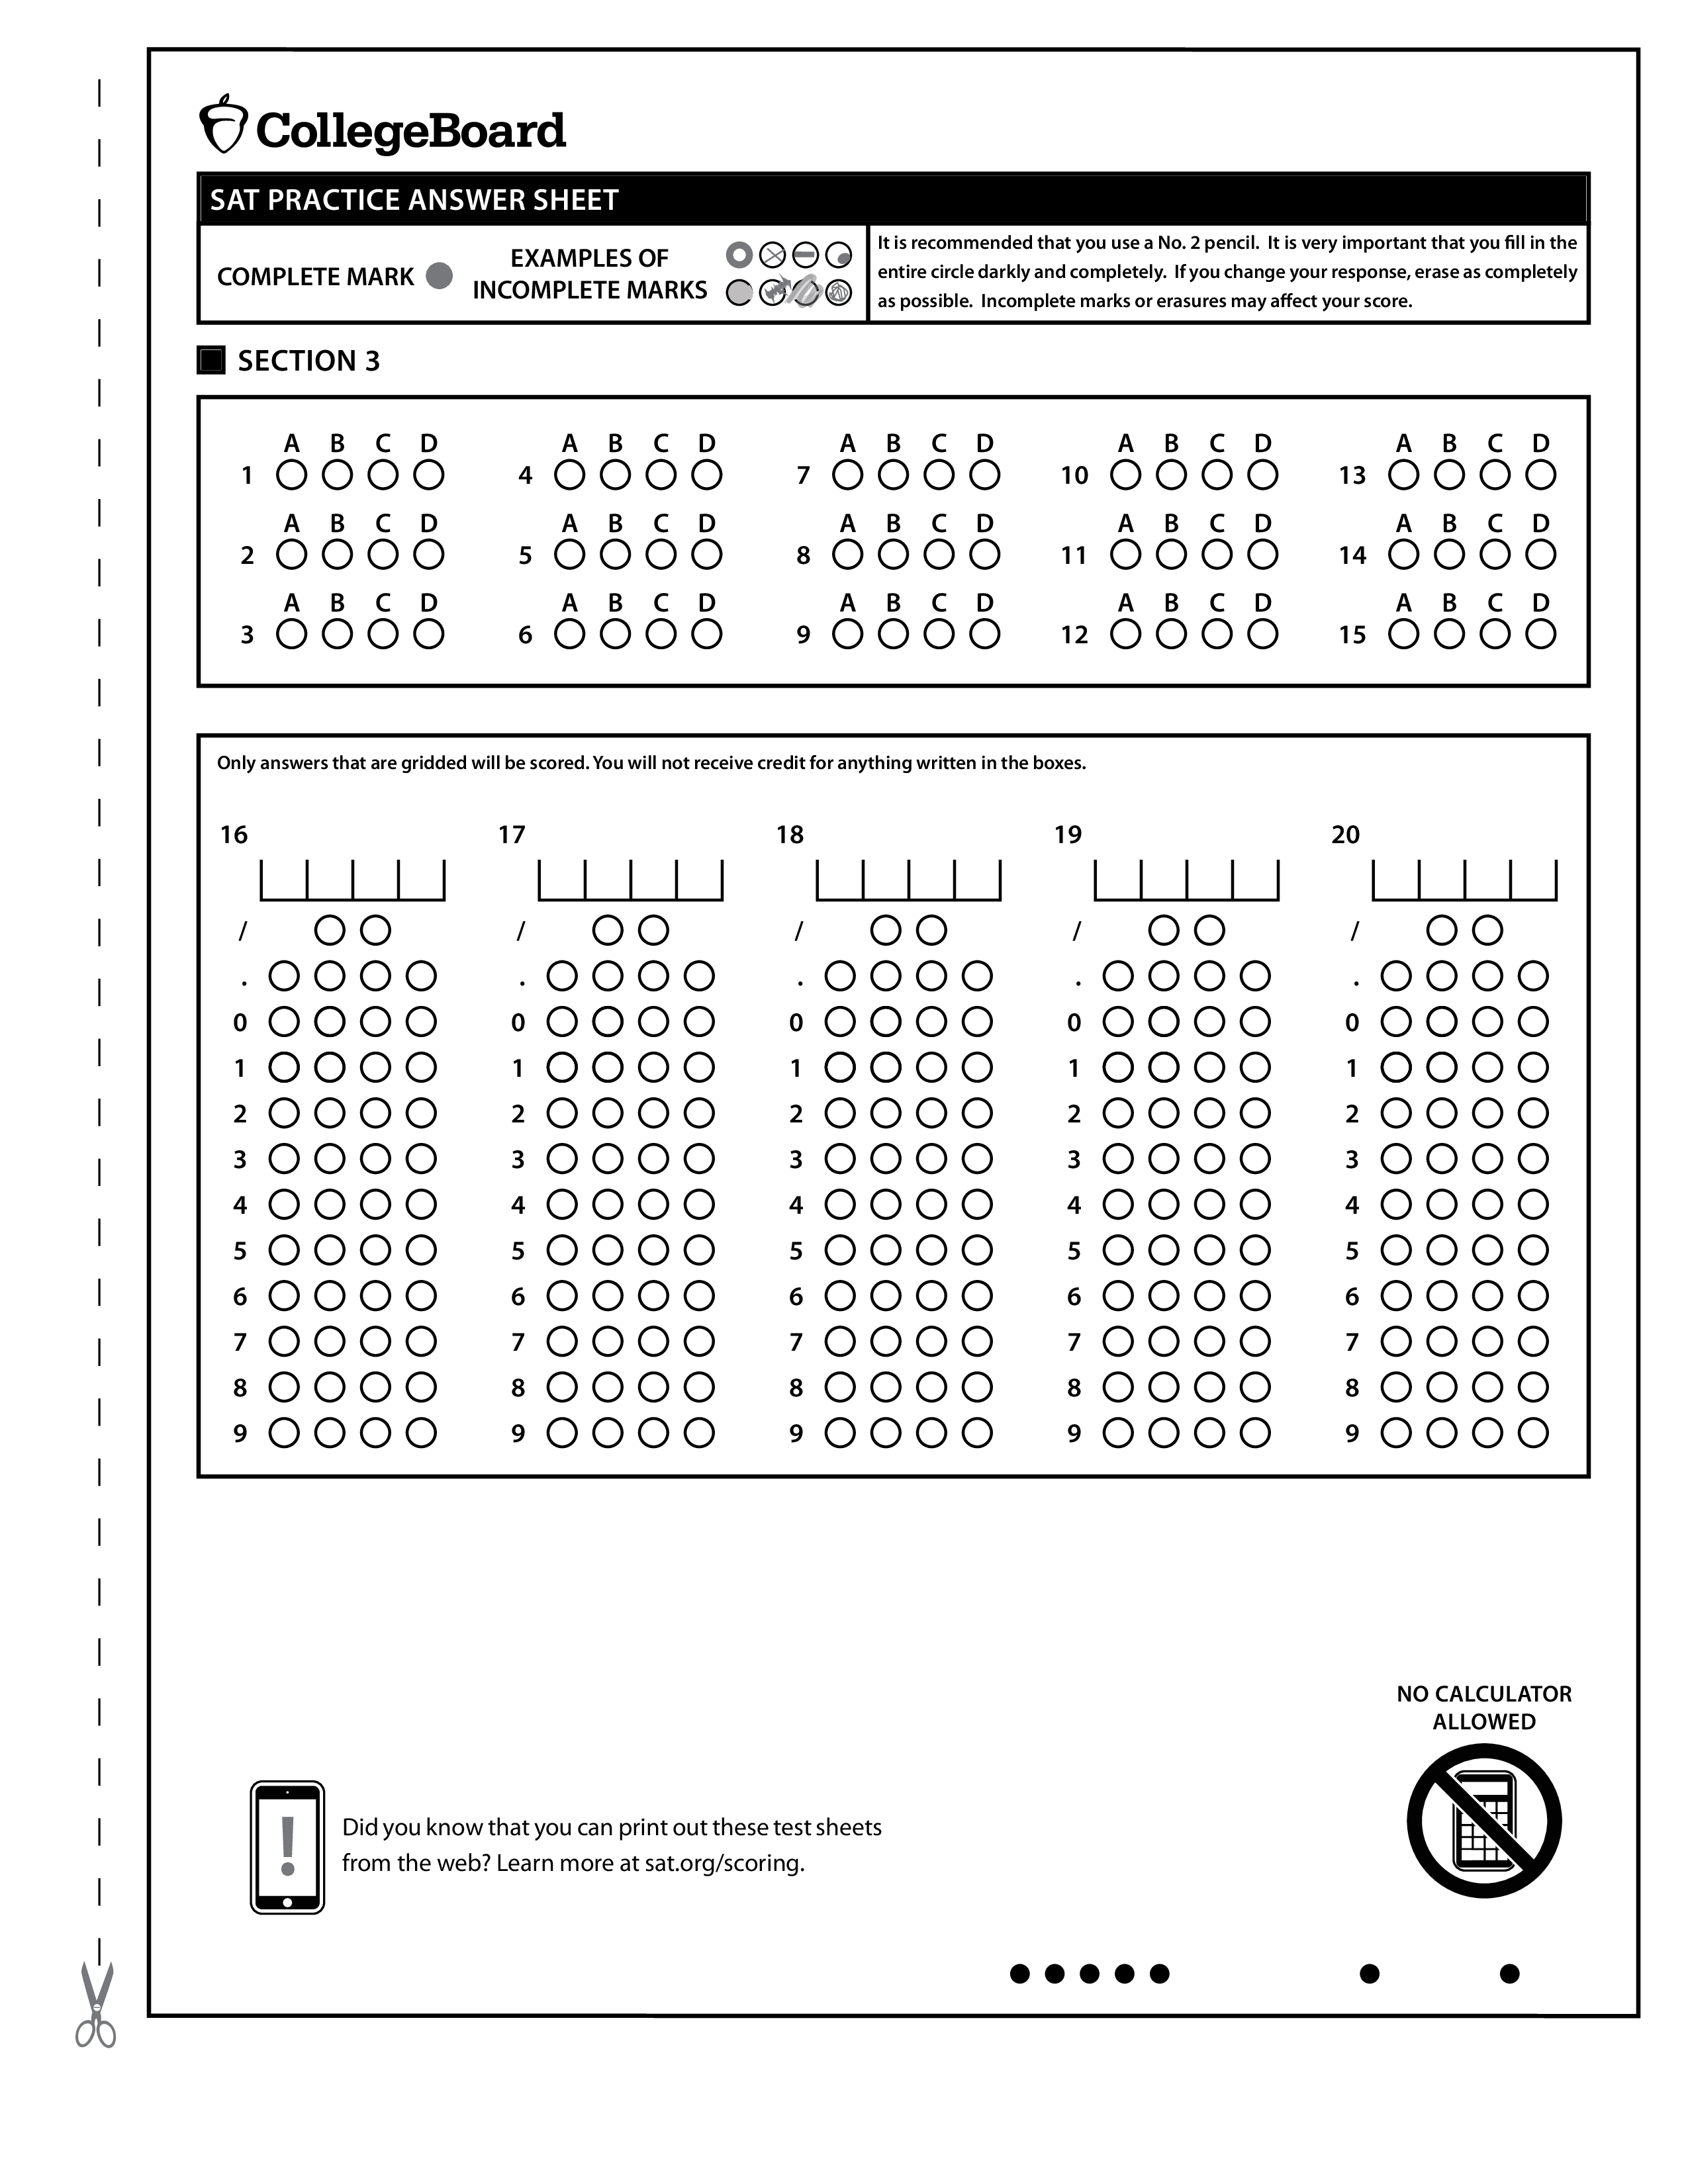 CollegeBoard
SAT PRACTICE ANSWER SHEET
COMPLETE MARK
EXAMPLES OF
INCOMPLETE MARKS
It is recommended that you use a No. 2 pencil. It is very important that you fill in the
entire circle darkly and completely. If you change your response, erase as completely
as possible. Incomplete marks or erasures may affect your score.
SECTION 3
A B C D A B C D A B C D A B C D A B C D
1 4 7 10 13
A B C D A B C D A B C D A B C D A B C D
2 5 8 11 14
A B C D A B C D A B C D A B C D A B C D
3 6 9 12 15
Only answers that are gridded will be scored. You will not receive credit for anything written in the boxes.
16 17 18 19 20
/ / / / /
. . . . .
0 0 0 0 0
1 1 1 1 1
2 2 2 2 2
3 3 3 3 3
4 4 4 4 4
5 5 5 5 5
6 6 6 6 6
7 7 7 7 7
8 8 8 8 8
9 9 9 9 9
NO CALCULATOR
ALLOWED
Did you know that you can print out these test sheets
from the web? Learn more at sat.org/scoring.